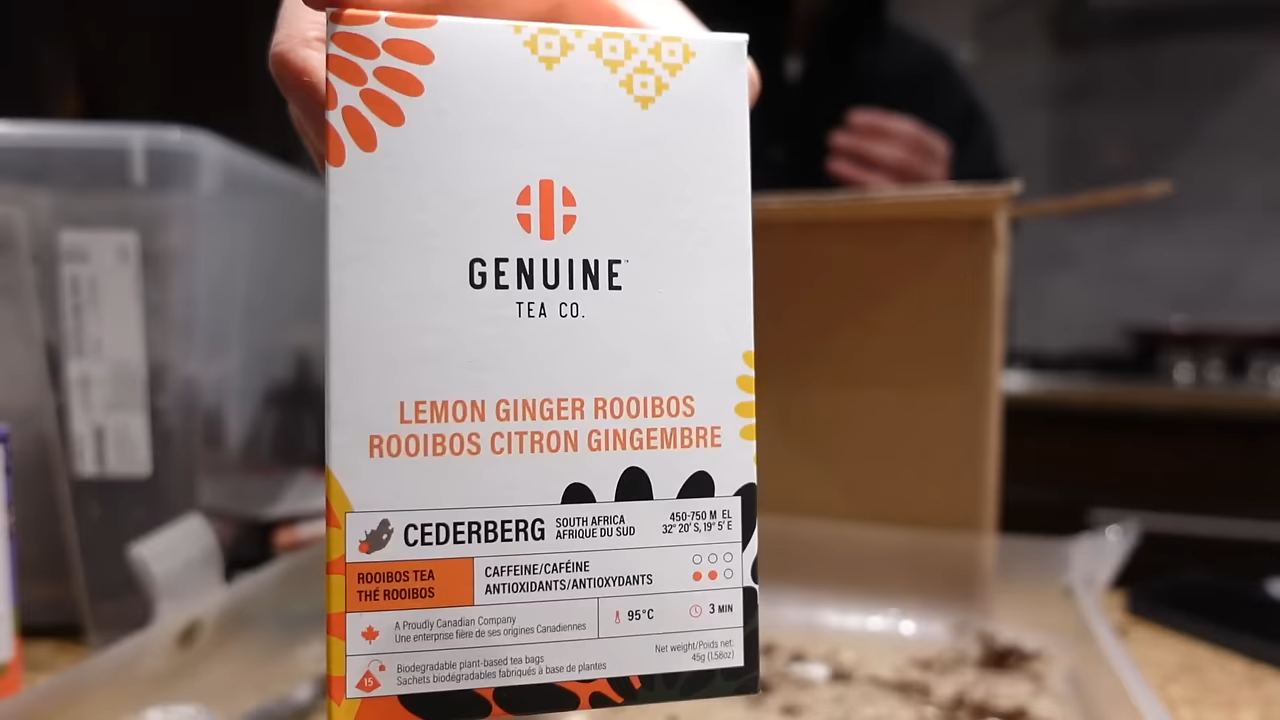 GENUINE™
TEA CO.
LEMON GINGER ROOIBOS
ROOIBOS CITRON GINGEMBRE
CEDERBERG
SOUTH AFRICA
AFRIQUE DU SUD
450-750 M EL
32° 20' S, 19° 5' E
ROOIBOS TEA
THÉ ROOIBOS
CAFFEINE/CAFÉINE
ANTIOXIDANTS/ANTIOXYDANTS
A Proudly Canadian Company
Une enterprise fière de ses origines Canadiennes
95°C
3 MIN
15
Biodegradable plant-based tea bags
Sachets biodégradables fabriqués à base de plantes
Net weight/Poids net:
45g (1.58oz)